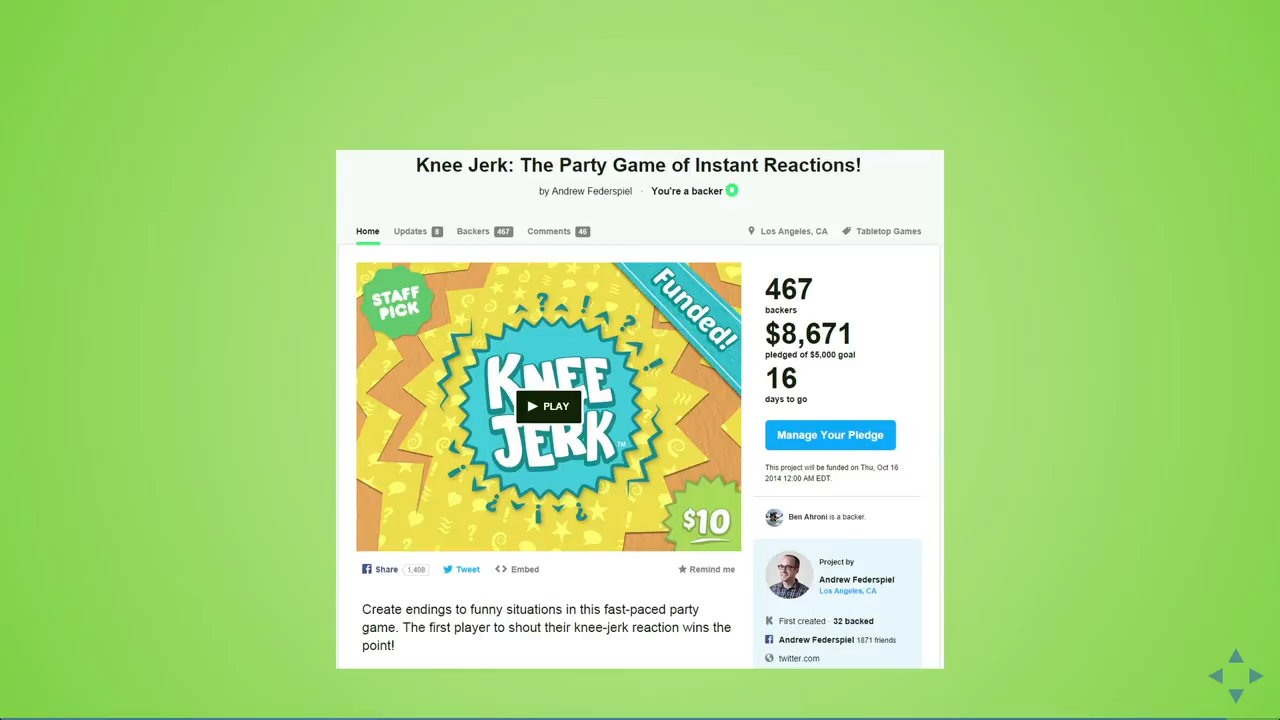 Knee Jerk: The Party Game of Instant Reactions!
by Andrew Federspiel · You're a backer
Home Updates 8 Backers 467 Comments 46 Los Angeles, CA Tabletop Games
STAFF
PICK
Funded!
KNEE
JERK™
PLAY
$10
467
backers
$8,671
pledged of $5,000 goal
16
days to go
Manage Your Pledge
This project will be funded on Thu, Oct 16
2014 12:00 AM EDT.
Ben Ahroni is a backer.
Share 1,408 Tweet Embed Remind me
Create endings to funny situations in this fast-paced party
game. The first player to shout their knee-jerk reaction wins the
point!
Project by
Andrew Federspiel
Los Angeles, CA
First created · 32 backed
Andrew Federspiel 1871 friends
twitter.com